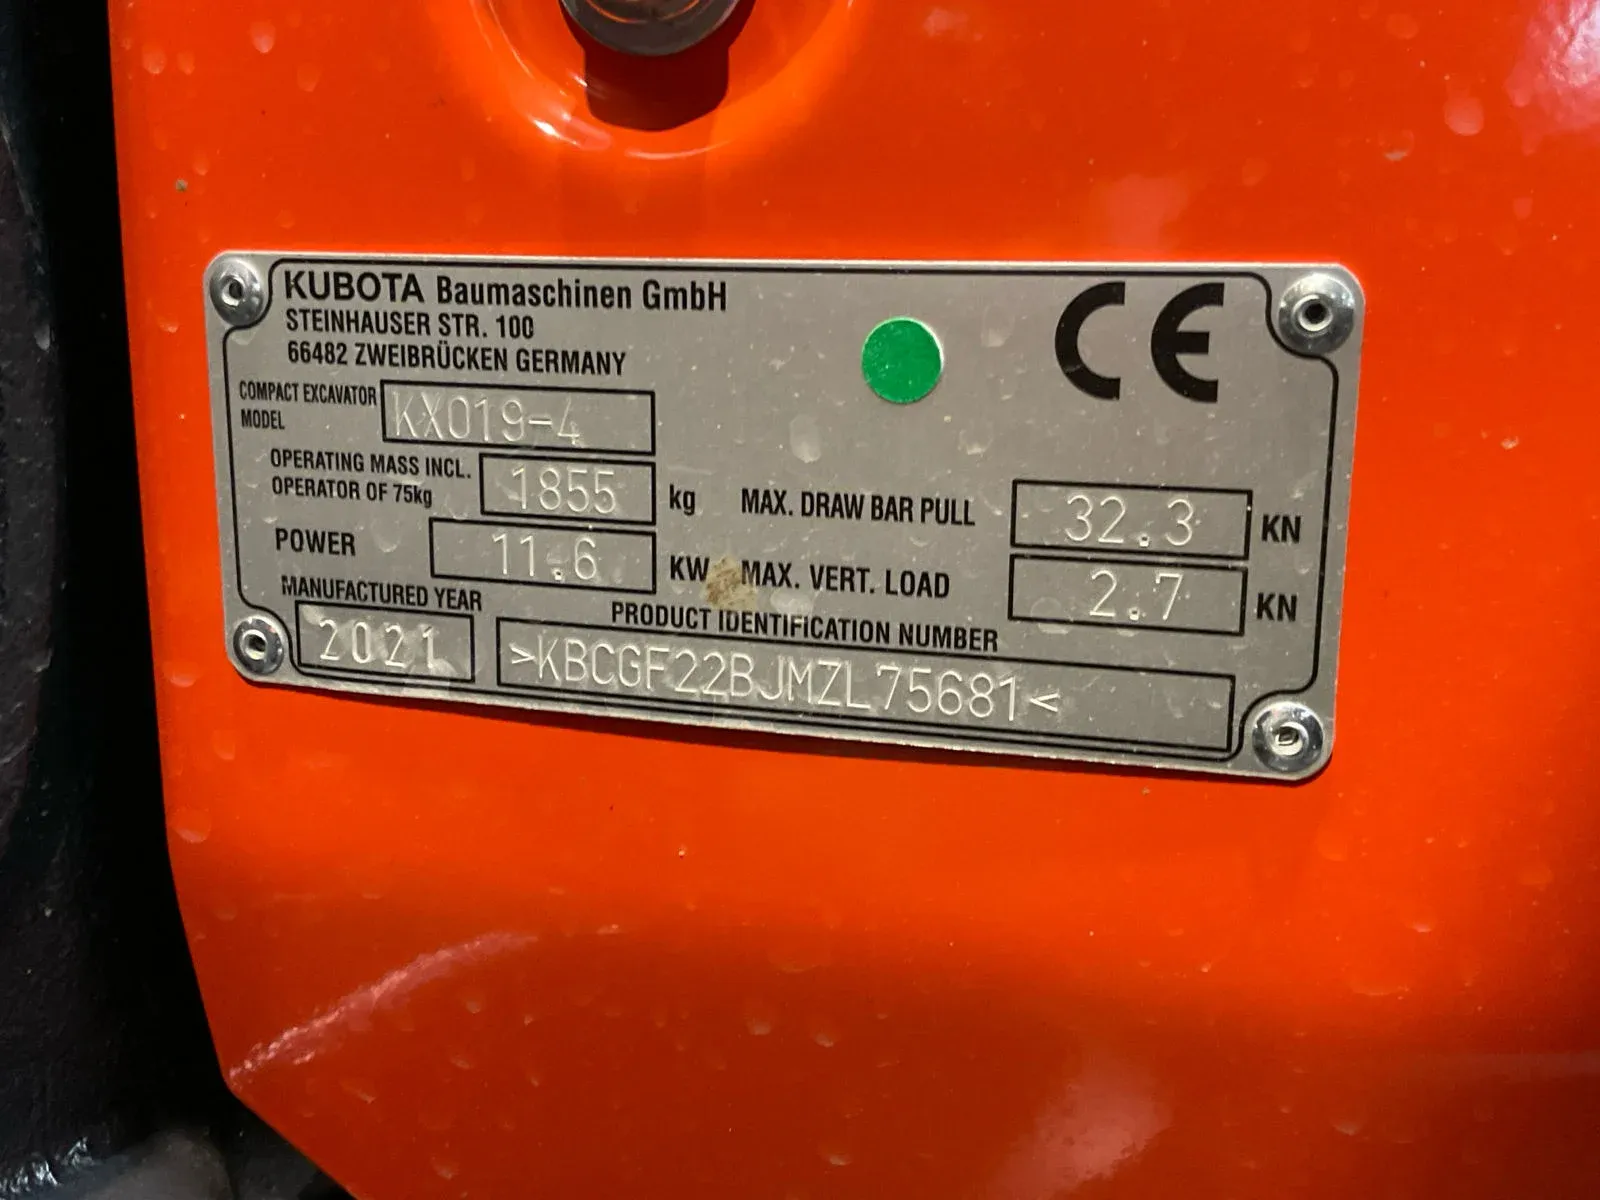 KUBOTA Baumaschinen GmbH
STEINHAUSER STR. 100
66482 ZWEIBRÜCKEN GERMANY
CE
COMPACT EXCAVATOR MODEL KX019-4
OPERATING MASS INCL. OPERATOR OF 75kg 1855 kg
MAX. DRAW BAR PULL 32.3 KN
POWER 11.6 KW
MAX. VERT. LOAD 2.7 KN
MANUFACTURED YEAR
2021
PRODUCT IDENTIFICATION NUMBER
>KBCGF22BJMZL75681<